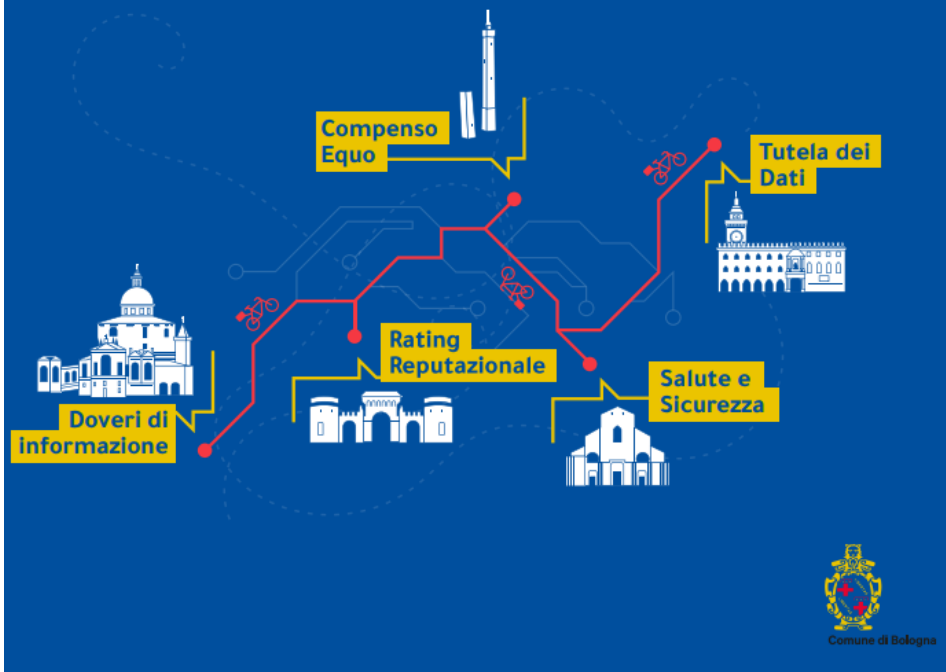 Compenso
Equo
Tutela dei
Dati
Rating
Reputazionale
Salute e
Sicurezza
Doveri di
informazione
Comune di Bologna